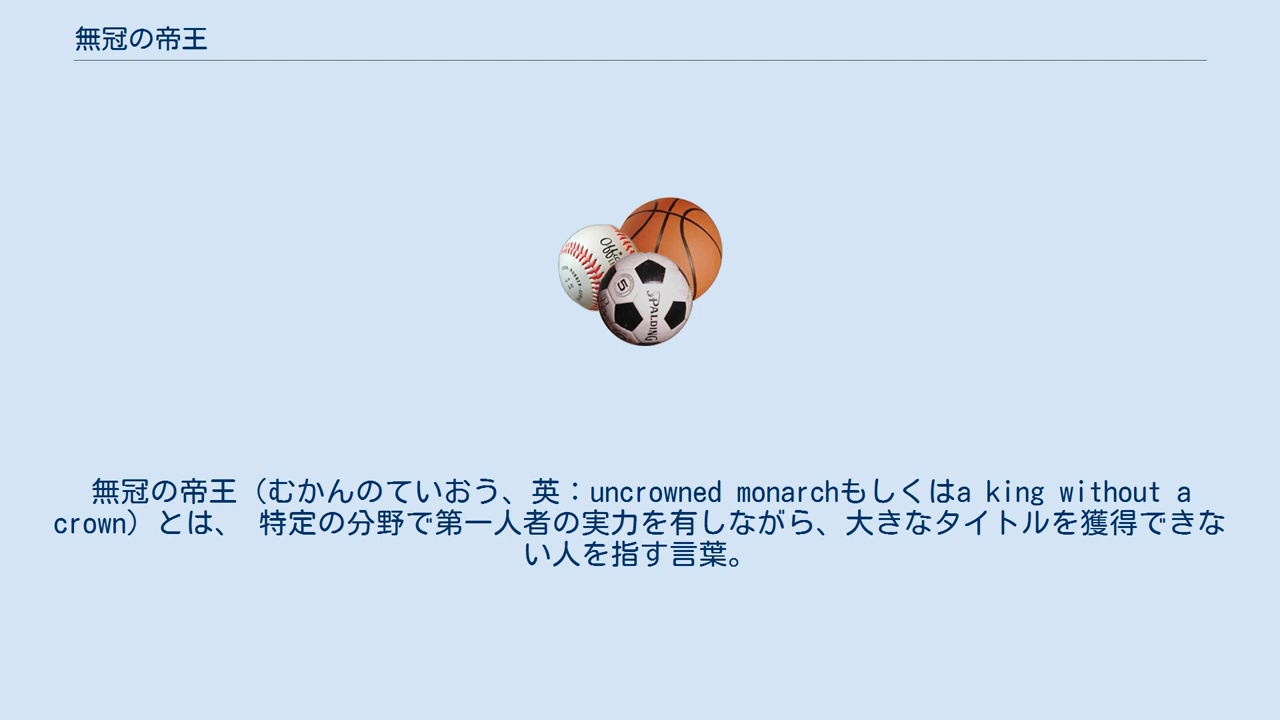 無冠の帝王
Offic
5
SPALDING
無冠の帝王（むかんのていおう、英：uncrowned monarchもしくはa king without a
crown）とは、 特定の分野で第一人者の実力を有しながら、大きなタイトルを獲得できな
い人を指す言葉。